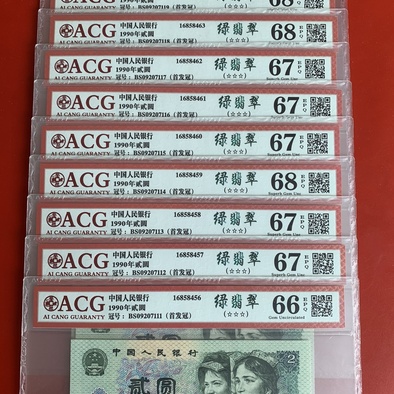 AI CANG GUARANTY 冠号：BS09207119（首发冠） （☆☆☆） 68 EPQ
ACG 中国人民银行 16858463 绿翡翠 68 EPQ
1990年贰圆
AI CANG GUARANTY 冠号：BS09207118（首发冠） （☆☆☆） Superb Gem Unc
ACG 中国人民银行 16858462 绿翡翠 67 EPQ
1990年贰圆
AI CANG GUARANTY 冠号：BS09207117（首发冠） （☆☆☆） Superb Gem Unc
ACG 中国人民银行 16858461 绿翡翠 67 EPQ
1990年贰圆
AI CANG GUARANTY 冠号：BS09207116（首发冠） （☆☆☆） Superb Gem Unc
ACG 中国人民银行 16858460 绿翡翠 67 EPQ
1990年贰圆
AI CANG GUARANTY 冠号：BS09207115（首发冠） （☆☆☆） Superb Gem Unc
ACG 中国人民银行 16858459 绿翡翠 68 EPQ
1990年贰圆
AI CANG GUARANTY 冠号：BS09207114（首发冠） （☆☆☆） Superb Gem Unc
ACG 中国人民银行 16858458 绿翡翠 67 EPQ
1990年贰圆
AI CANG GUARANTY 冠号：BS09207113（首发冠） （☆☆☆） Superb Gem Unc
ACG 中国人民银行 16858457 绿翡翠 67 EPQ
1990年贰圆
AI CANG GUARANTY 冠号：BS09207112（首发冠） （☆☆☆） Superb Gem Unc
ACG 中国人民银行 16858456 绿翡翠 66 EPQ
1990年贰圆
AI CANG GUARANTY 冠号：BS09207111（首发冠） （☆☆☆） Gem Uncirculated
中国人民银行 2
贰圆